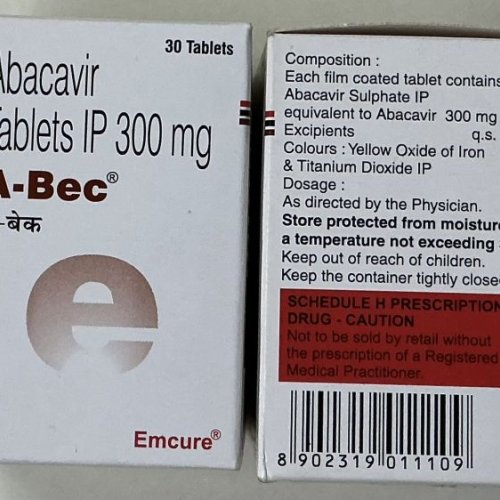 30 Tablets
Abacavir
Tablets IP 300 mg
A-Bec®
-बेक
e
Emcure®
Composition :
Each film coated tablet contains
Abacavir Sulphate IP
equivalent to Abacavir 300 mg
Excipients q.s.
Colours : Yellow Oxide of Iron
& Titanium Dioxide IP
Dosage :
As directed by the Physician.
Store protected from moisture
a temperature not exceeding
Keep out of reach of children.
Keep the container tightly closed
SCHEDULE H PRESCRIPTION
DRUG - CAUTION
Not to be sold by retail without
the prescription of a Registered
Medical Practitioner.
8 902319 011109